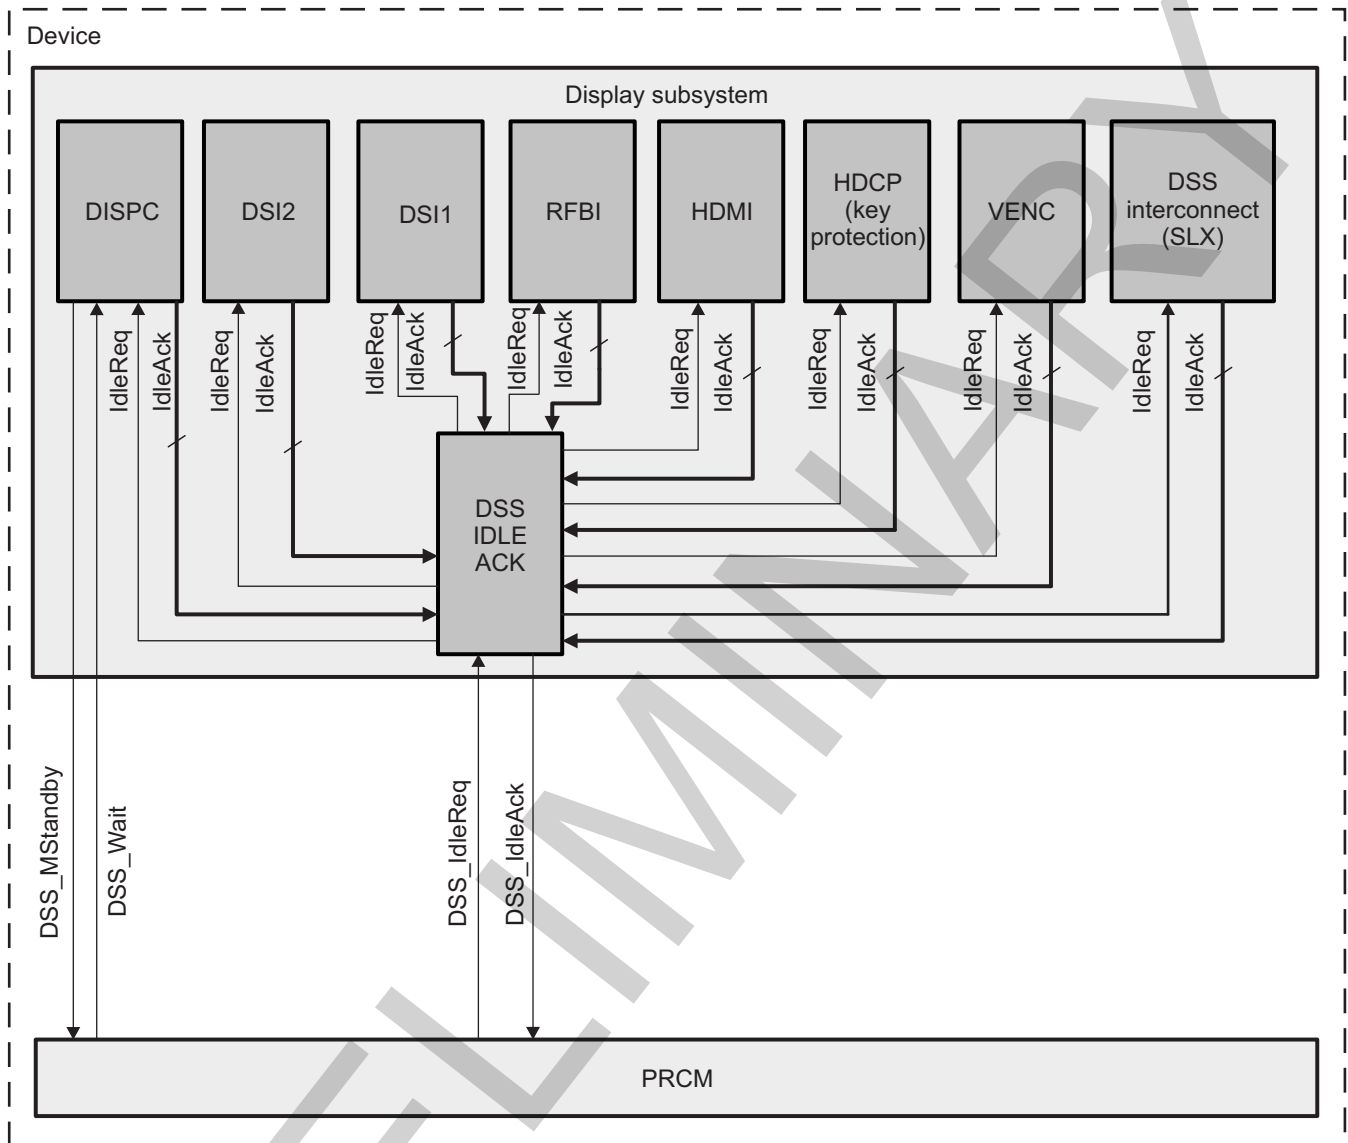 Device
Display subsystem
DISPC
DSI2
DSI1
RFBI
HDMI
HDCP
(key
protection)
VENC
DSS
interconnect
(SLX)
IdleReq
IdleAck
IdleReq
IdleAck
IdleReq
IdleAck
IdleReq
IdleAck
IdleReq
IdleAck
IdleReq
IdleAck
IdleReq
IdleAck
IdleReq
IdleAck
DSS
IDLE
ACK
DSS_MStandby
DSS_Wait
DSS_IdleReq
DSS_IdleAck
PRCM
ELIMINARY